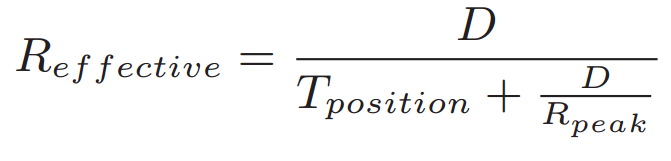 R_{effective} = \frac{D}{T_{position} + \frac{D}{R_{peak}}}